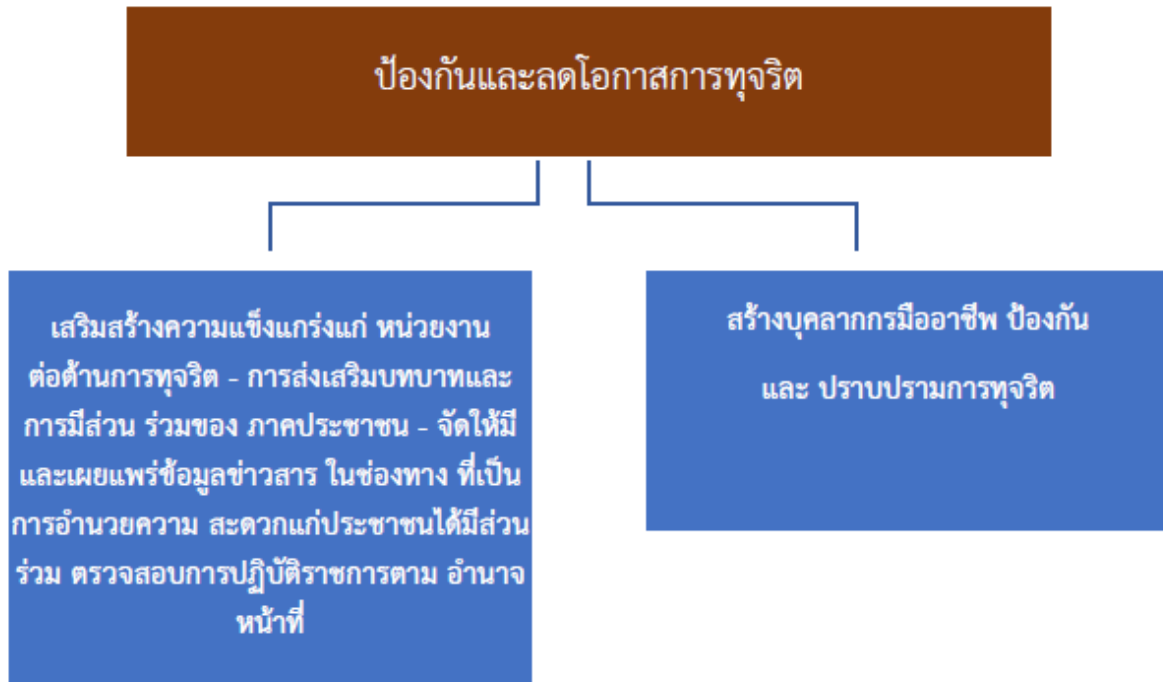 ป้องกันและลดโอกาสการทุจริต
เสริมสร้างความแข็งแกร่งแก่ หน่วยงาน
ต่อต้านการทุจริต - การส่งเสริมบทบาทและ
การมีส่วน ร่วมของ ภาคประชาชน - จัดให้มี
และเผยแพร่ข้อมูลข่าวสาร ในช่องทาง ที่เป็น
การอำนวยความ สะดวกแก่ประชาชนได้มีส่วน
ร่วม ตรวจสอบการปฏิบัติราชการตาม อำนาจ
หน้าที่
สร้างบุคลากกรมืออาชีพ ป้องกัน
และ ปราบปรามการทุจริต